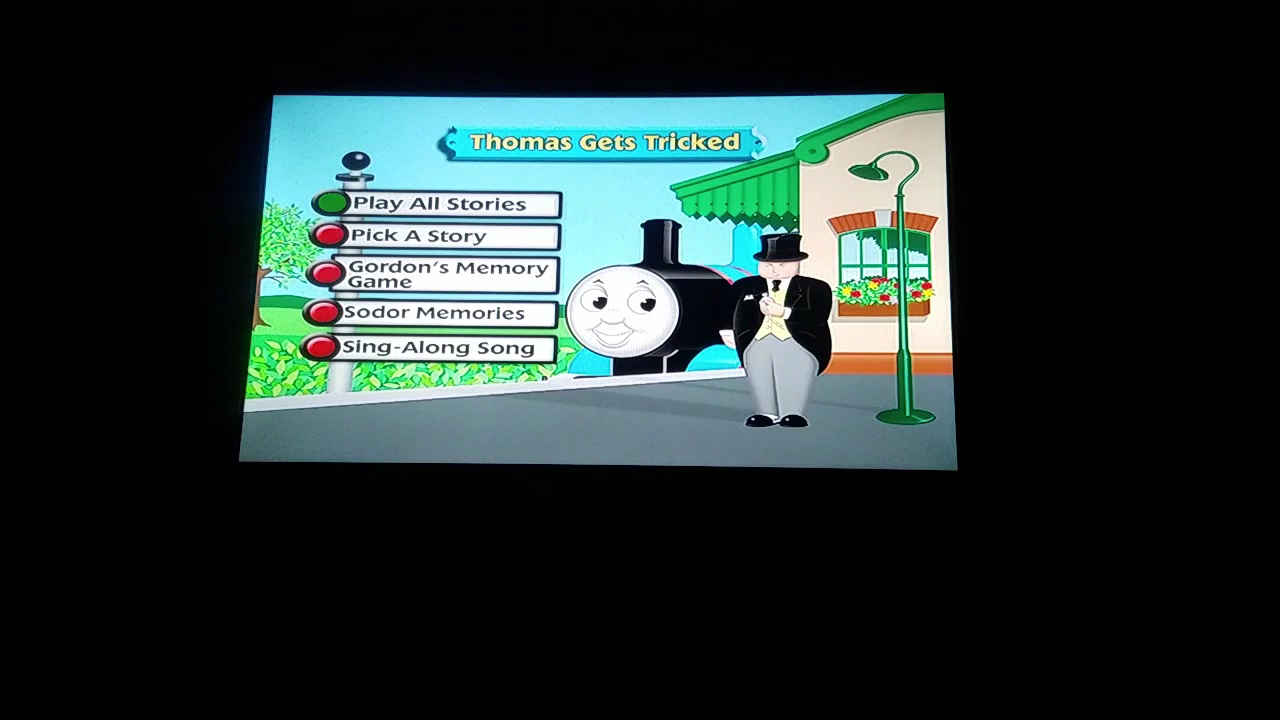 Thomas Gets Tricked
Play All Stories
Pick A Story
Gordon's Memory
Game
Sodor Memories
Sing-Along Song